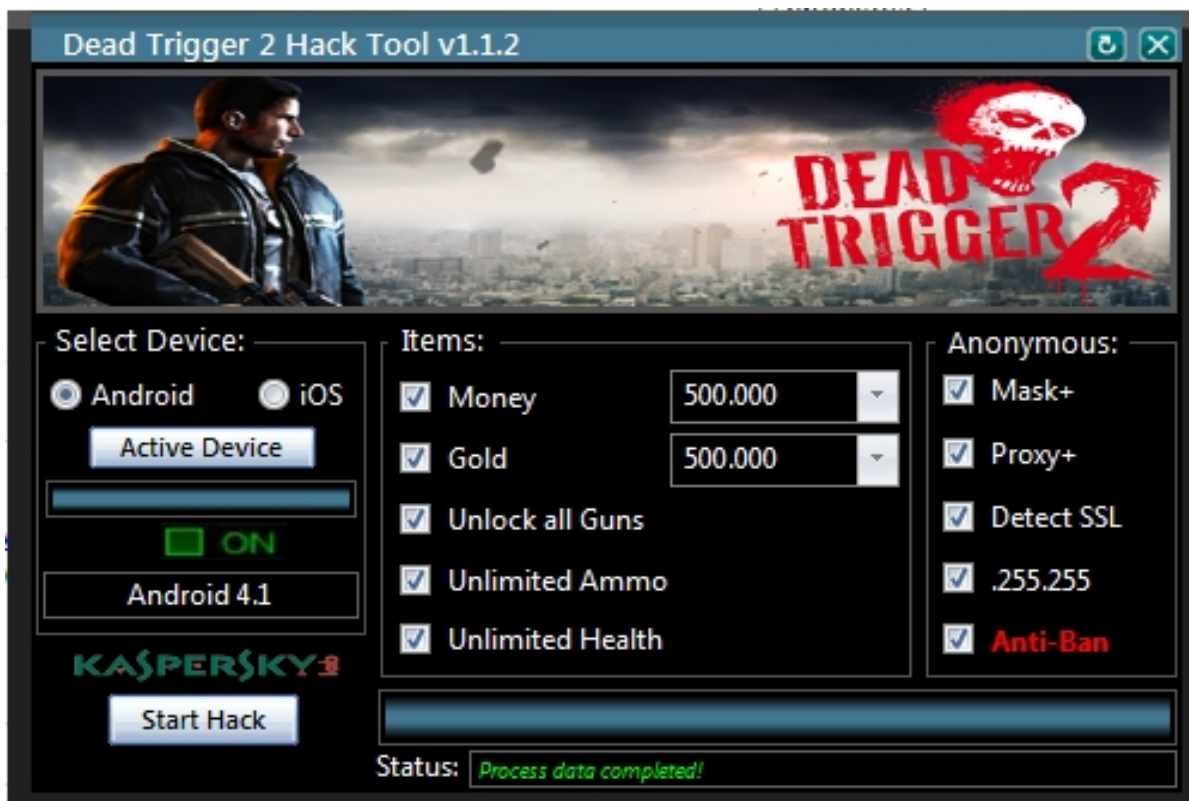 Dead Trigger 2 Hack Tool v1.1.2
DEAD
TRIGGER 2
Select Device:
Android
iOS
Active Device
ON
Android 4.1
KASPERSKY
Start Hack
Items:
Money
500.000
Gold
500.000
Unlock all Guns
Unlimited Ammo
Unlimited Health
Anonymous:
Mask+
Proxy+
Detect SSL
.255.255
Anti-Ban
Status:
Process data completed!